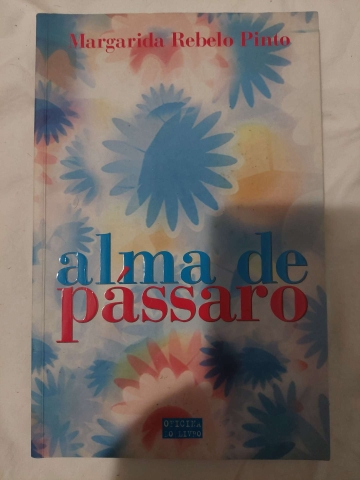 Margarida Rebelo Pinto
alma de
pássaro
OFICINA
DO LIVRO